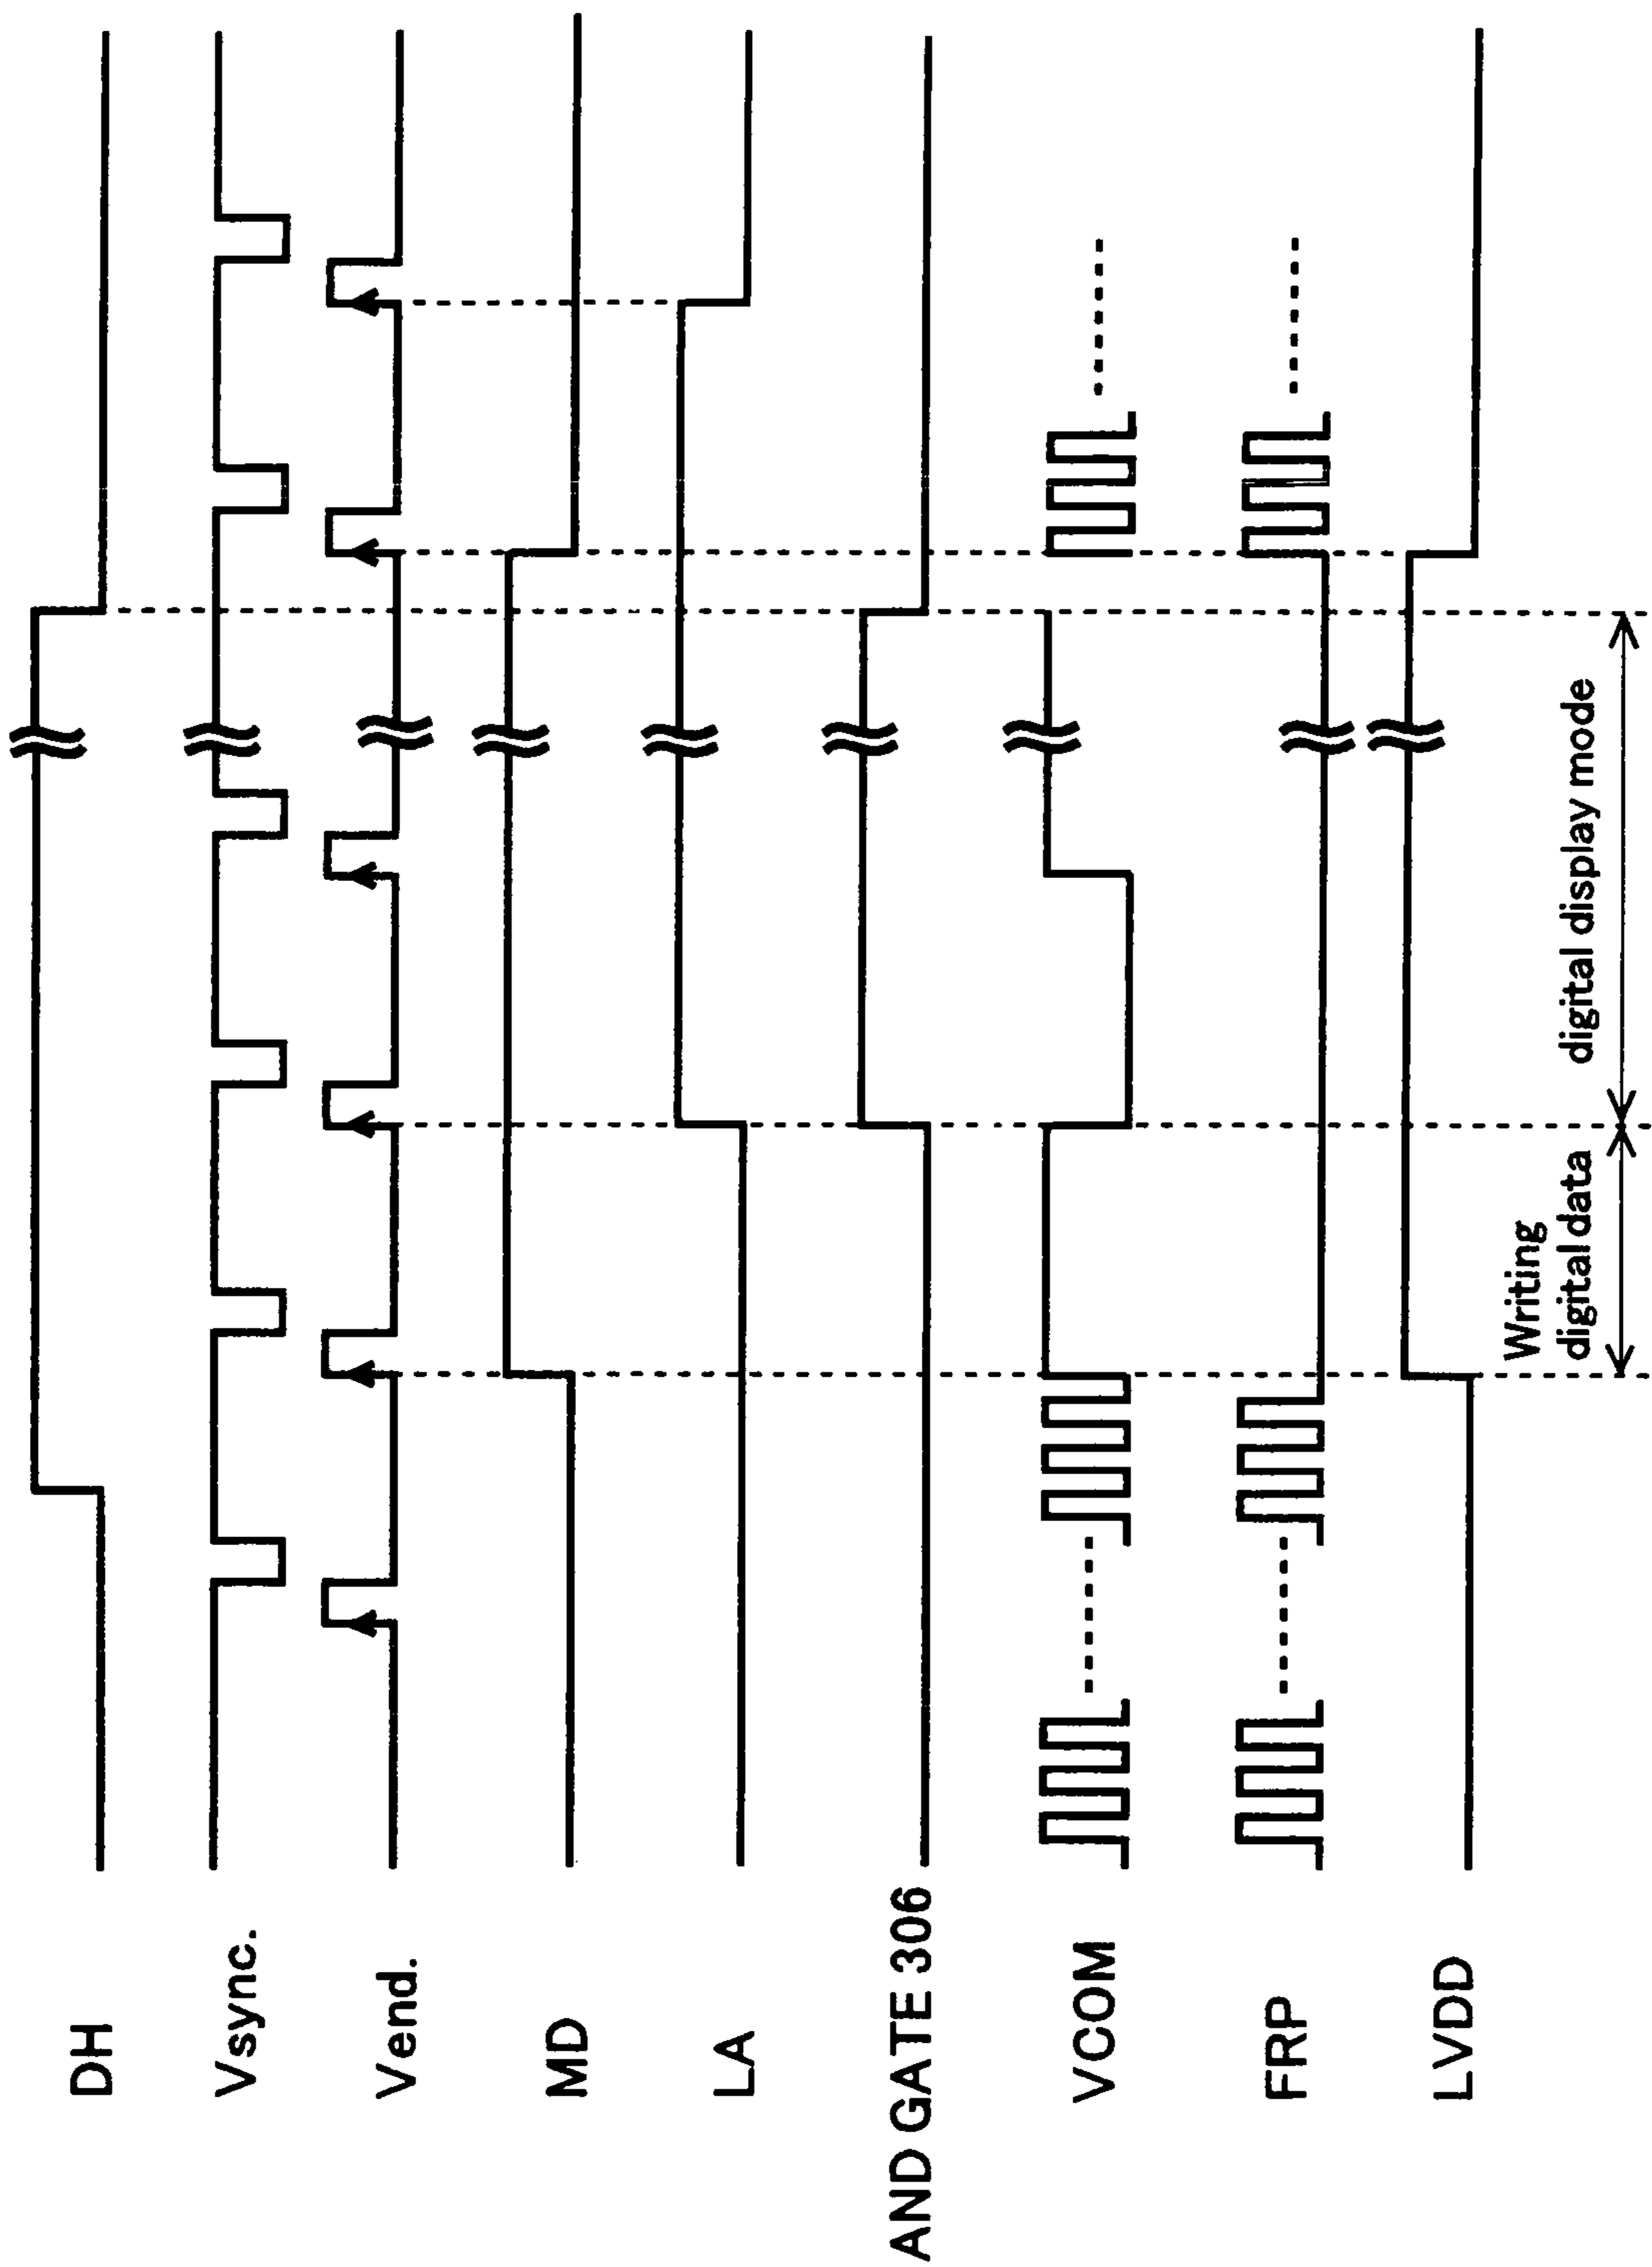 DH
Vsync.
Vend.
MD
LA
AND GATE 306
VCOM
FRP
LVDD
Writing
digital data
digital display mode